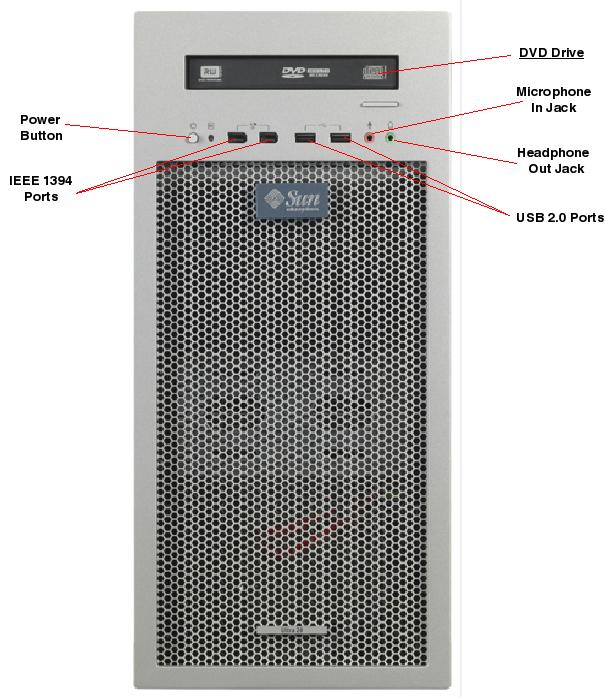 DVD Drive
Microphone
In Jack
Power
Button
Headphone
Out Jack
IEEE 1394
Ports
USB 2.0 Ports
RW
DVD
Sun